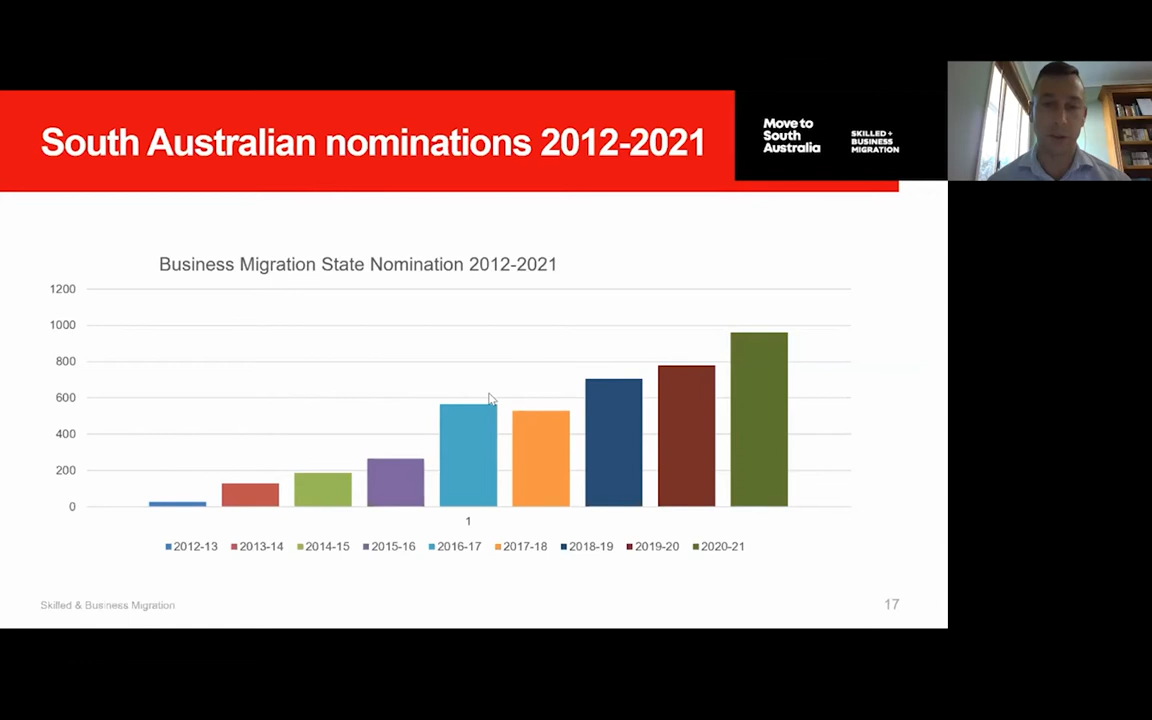 South Australian nominations 2012-2021
Move to
South
Australia
SKILLED +
BUSINESS
MIGRATION
Business Migration State Nomination 2012-2021
1200
1000
800
600
400
200
0
1
2012-13 2013-14 2014-15 2015-16 2016-17 2017-18 2018-19 2019-20 2020-21
Skilled & Business Migration
17